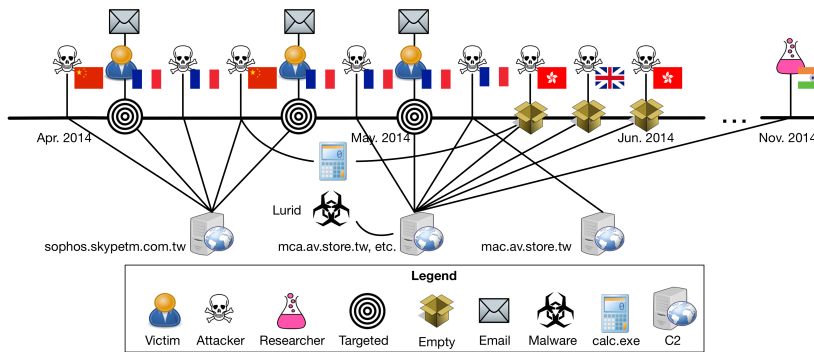 Apr. 2014
May. 2014
Jun. 2014
...
Nov. 2014
Lurid
sophos.skypetm.com.tw
mca.av.store.tw, etc.
mac.av.store.tw
Legend
Victim
Attacker
Researcher
Targeted
Empty
Email
Malware
calc.exe
C2